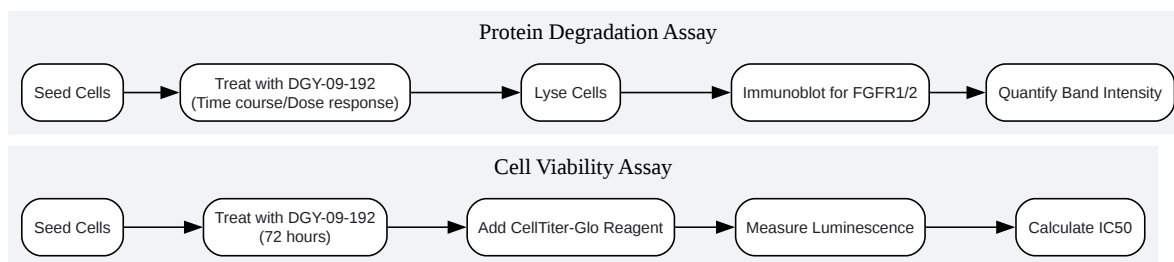 Protein Degradation Assay
Seed Cells
Treat with DGY-09-192
(Time course/Dose response)
Lyse Cells
Immunoblot for FGFR1/2
Quantify Band Intensity
Cell Viability Assay
Seed Cells
Treat with DGY-09-192
(72 hours)
Add CellTiter-Glo Reagent
Measure Luminescence
Calculate IC50